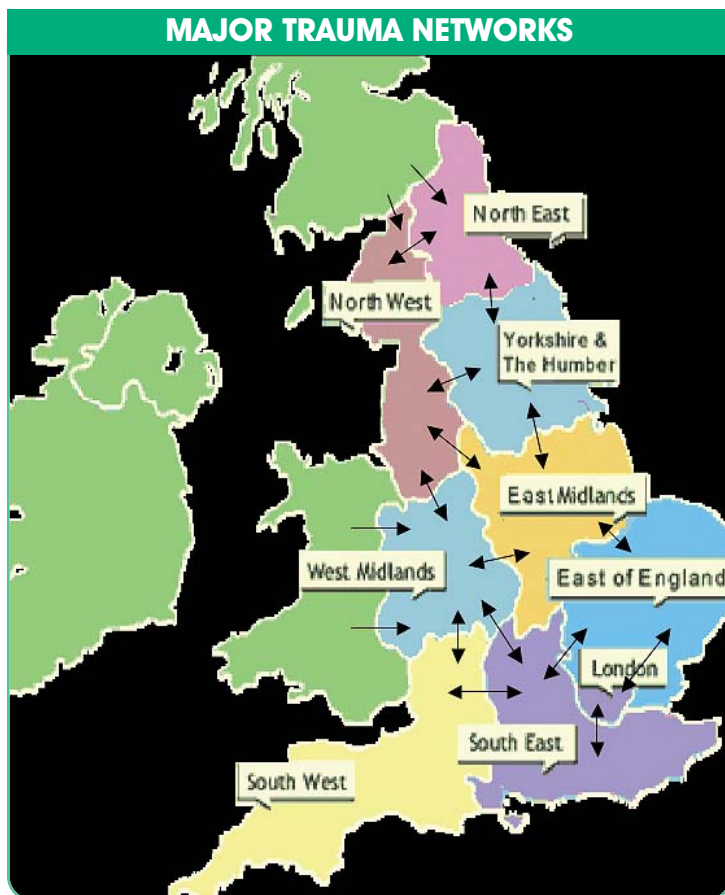 MAJOR TRAUMA NETWORKS
North East
North West
Yorkshire &
The Humber
East Midlands
West Midlands
East of England
London
South East
South West